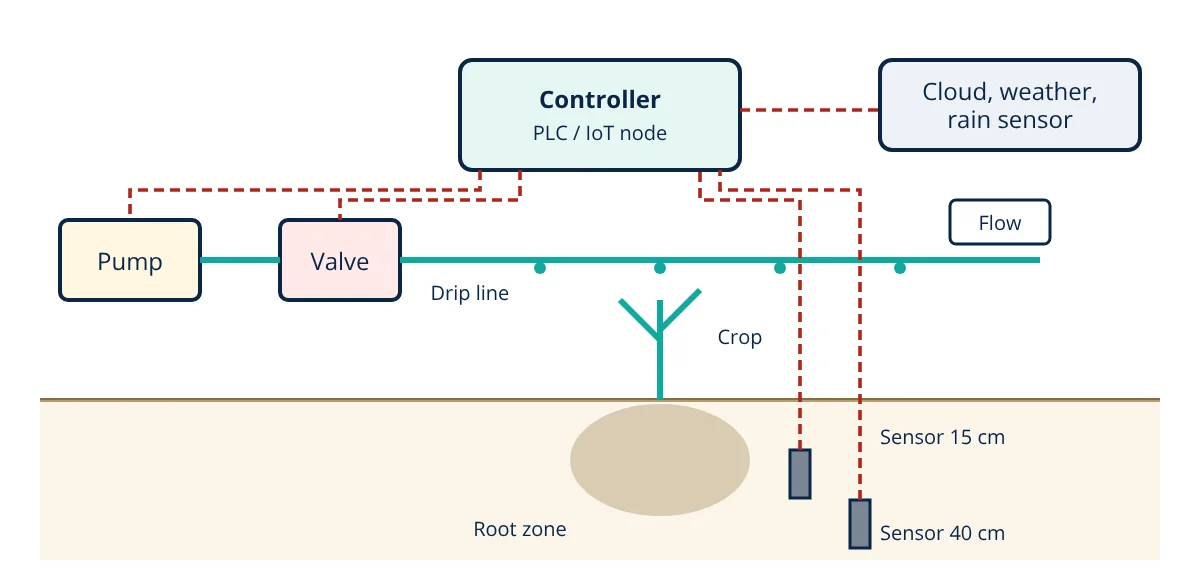 Controller
PLC / IoT node
Cloud, weather,
rain sensor
Flow
Pump
Valve
Drip line
Crop
Sensor 15 cm
Root zone
Sensor 40 cm